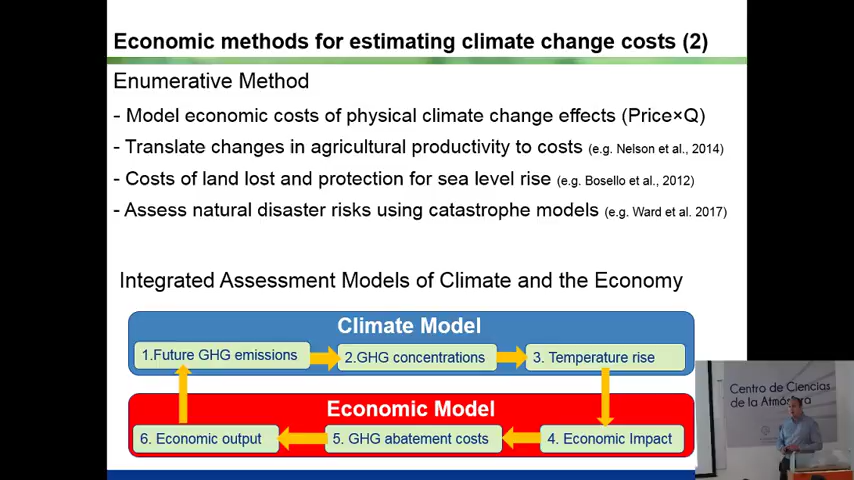 Economic methods for estimating climate change costs (2)
Enumerative Method
- Model economic costs of physical climate change effects (Price×Q)
- Translate changes in agricultural productivity to costs (e.g. Nelson et al., 2014)
- Costs of land lost and protection for sea level rise (e.g. Bosello et al., 2012)
- Assess natural disaster risks using catastrophe models (e.g. Ward et al. 2017)
Integrated Assessment Models of Climate and the Economy
Climate Model
1.Future GHG emissions
2.GHG concentrations
3. Temperature rise
Economic Model
6. Economic output
5. GHG abatement costs
4. Economic Impact
Centro de Ciencias
de la Atmósfera